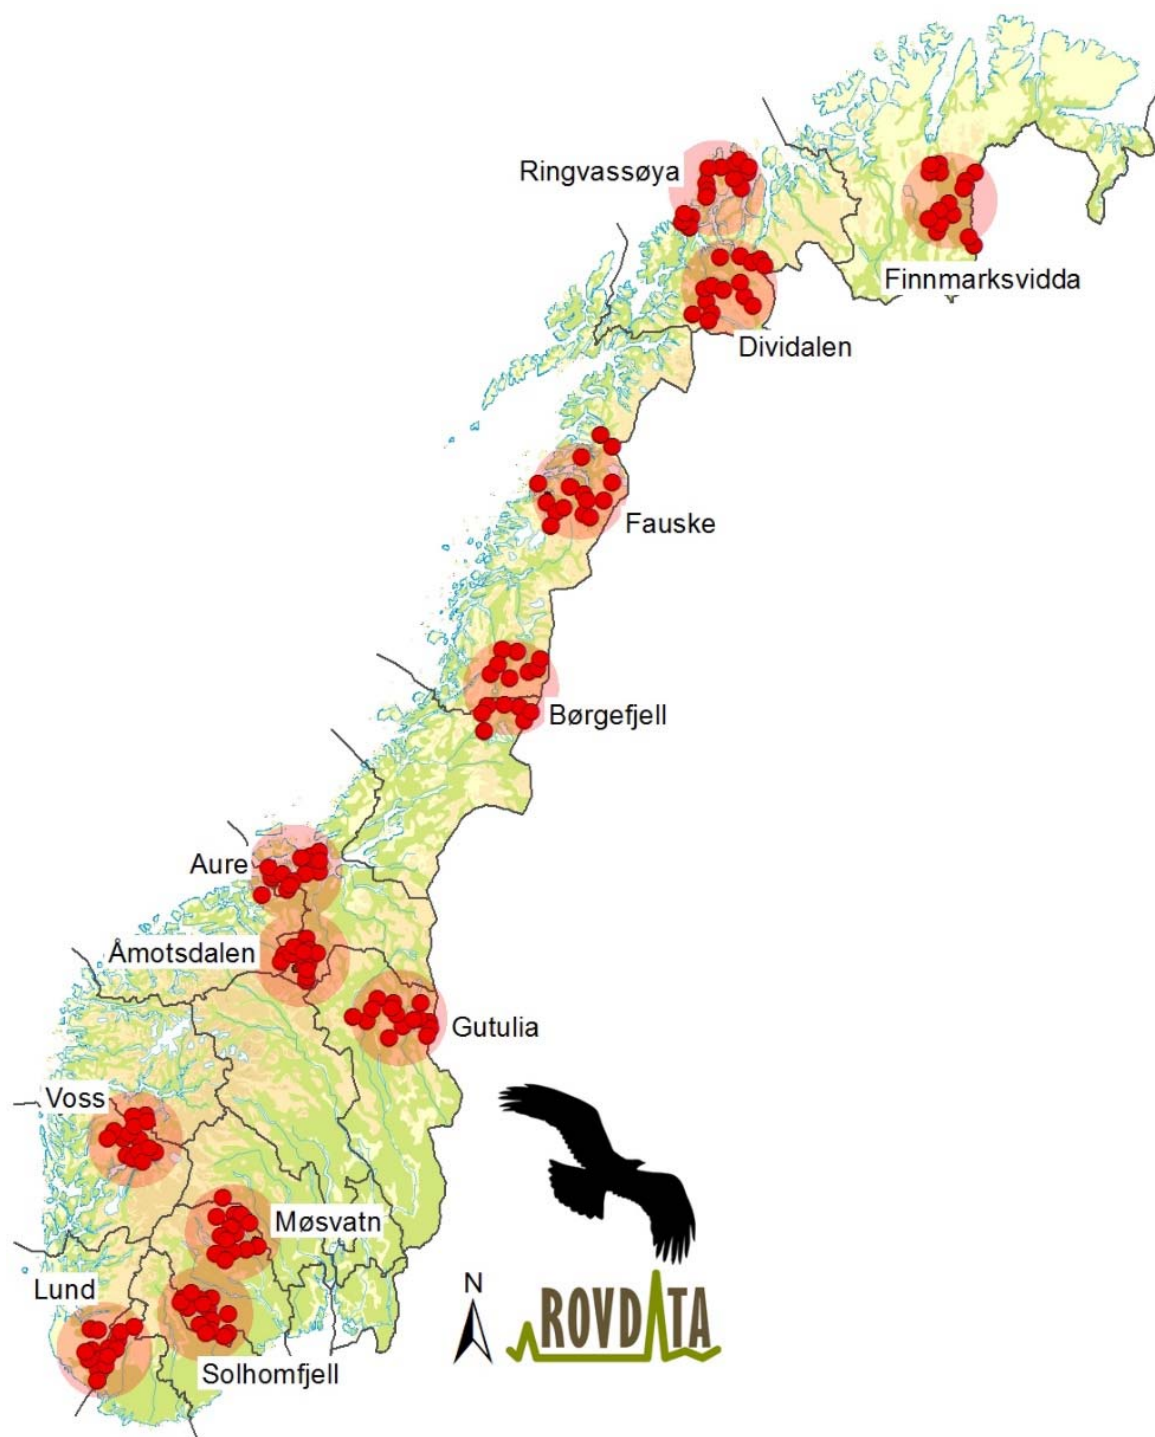 Ringvassøya
Finnmarksvidda
Dividalen
Fauske
Børgefjell
Aure
Åmotsdalen
Gutulia
Voss
Møsvatn
Lund
Solhomfjell
N
ROVDATA